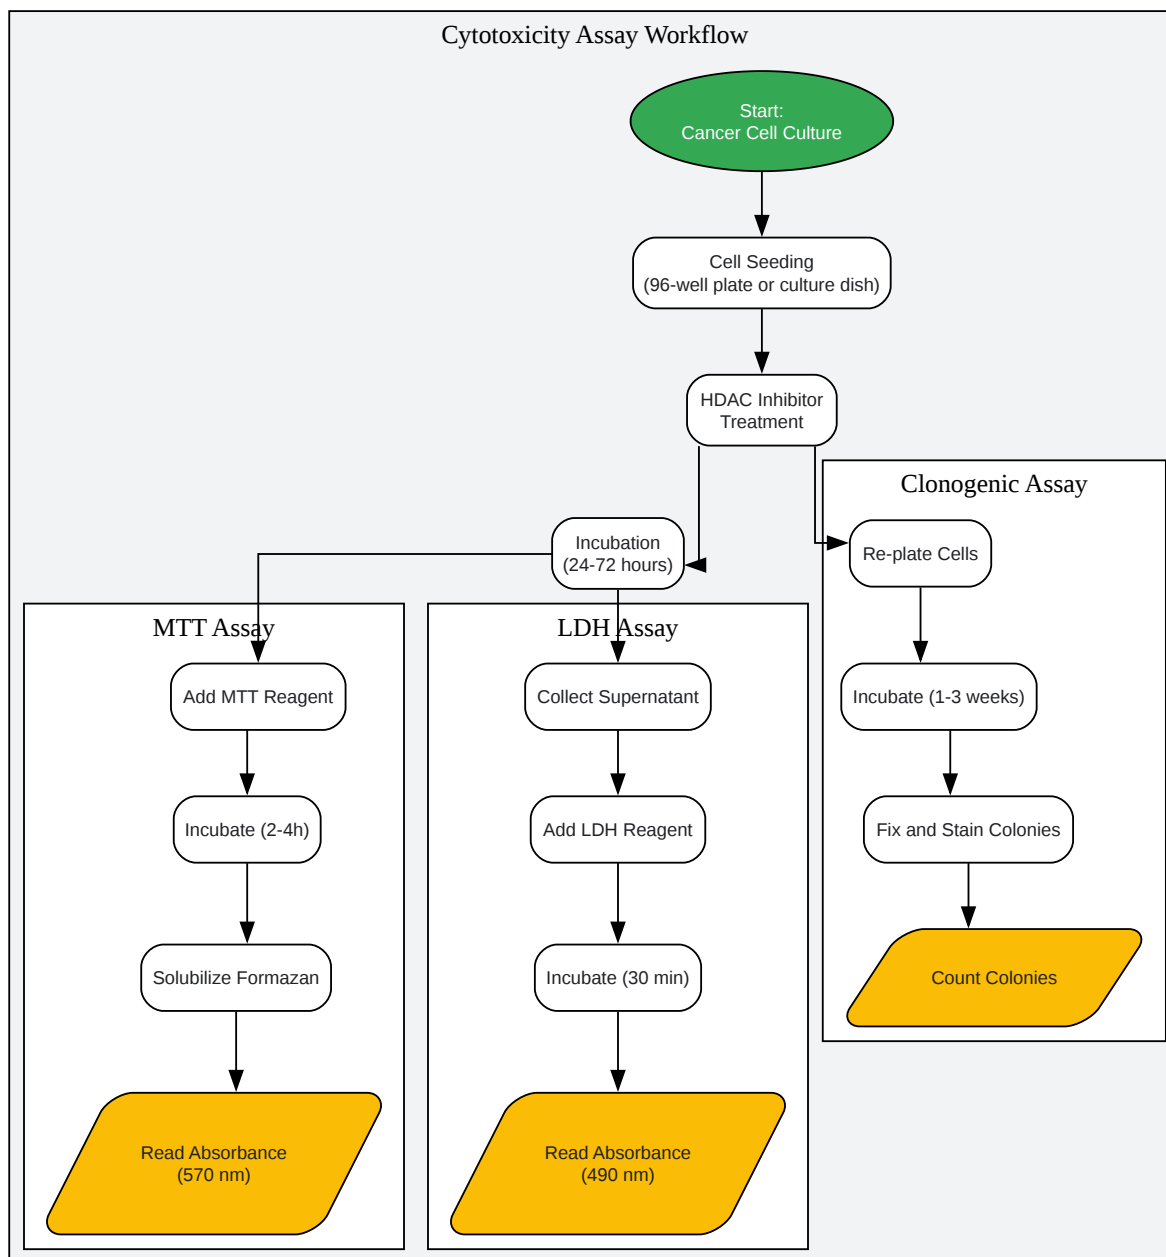 Cytotoxicity Assay Workflow
Start:
Cancer Cell Culture
Cell Seeding
(96-well plate or culture dish)
HDAC Inhibitor
Treatment
Incubation
(24-72 hours)
MTT Assay
Add MTT Reagent
Incubate (2-4h)
Solubilize Formazan
Read Absorbance
(570 nm)
LDH Assay
Collect Supernatant
Add LDH Reagent
Incubate (30 min)
Read Absorbance
(490 nm)
Clonogenic Assay
Re-plate Cells
Incubate (1-3 weeks)
Fix and Stain Colonies
Count Colonies